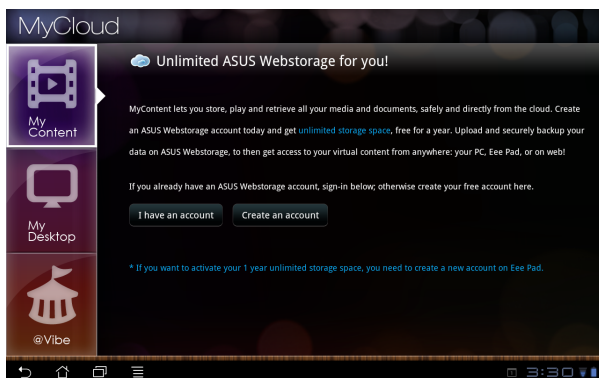 MyCloud
My
Content
My
Desktop
@Vibe
Unlimited ASUS Webstorage for you!
MyContent lets you store, play and retrieve all your media and documents, safely and directly from the cloud. Create
an ASUS Webstorage account today and get unlimited storage space, free for a year. Upload and securely backup your
data on ASUS Webstorage, to then get access to your virtual content from anywhere: your PC, Eee Pad, or on web!
If you already have an ASUS Webstorage account, sign-in below; otherwise create your free account here.
I have an account Create an account
* If you want to activate your 1 year unlimited storage space, you need to create a new account on Eee Pad.
3:30